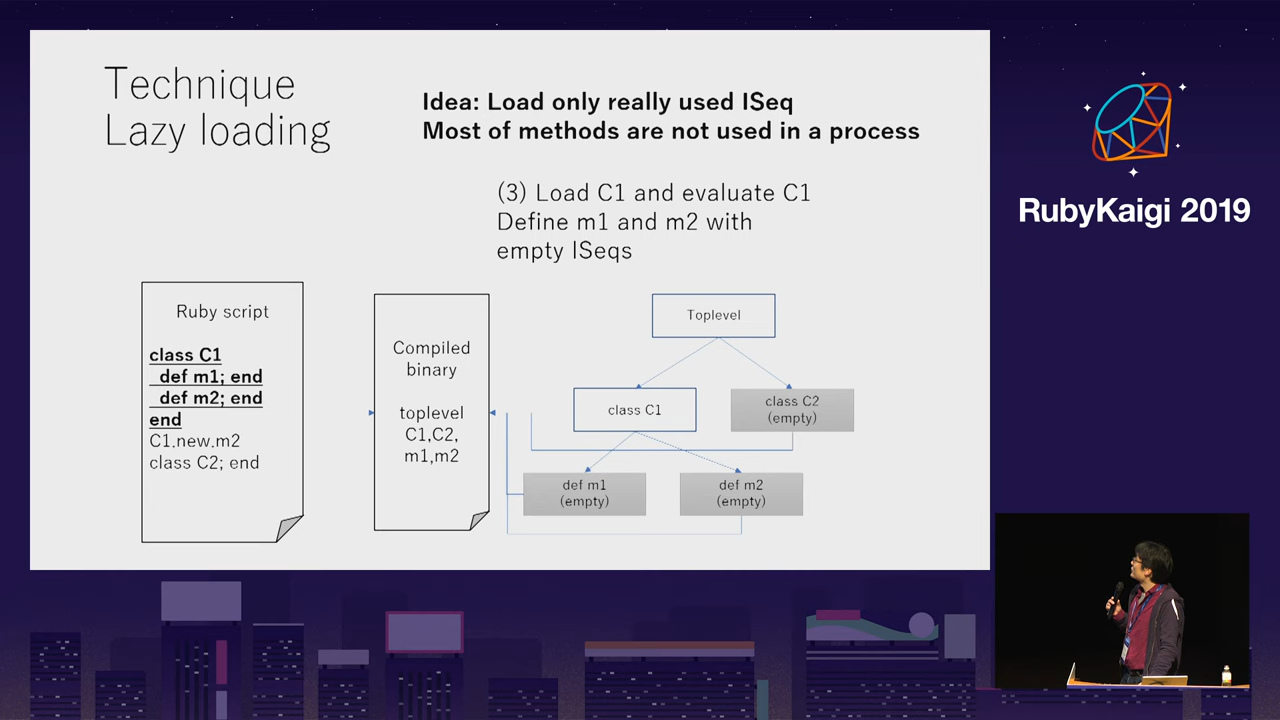 Technique
Lazy loading
Idea: Load only really used ISeq
Most of methods are not used in a process
(3) Load C1 and evaluate C1
Define m1 and m2 with
empty ISeqs
Ruby script
class C1
def m1; end
def m2; end
end
C1.new.m2
class C2; end
Compiled
binary
toplevel
C1,C2,
m1,m2
Toplevel
class C1
class C2
(empty)
def m1
(empty)
def m2
(empty)
RubyKaigi 2019